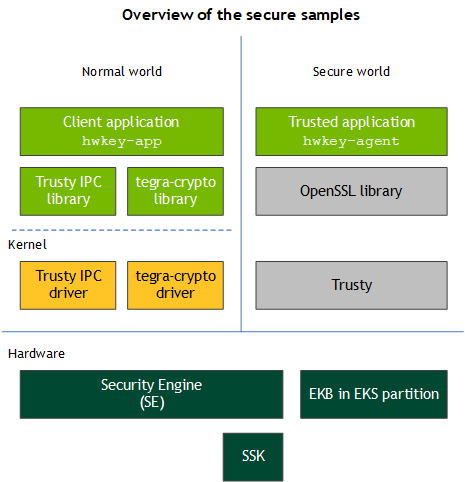 Overview of the secure samples
Normal world
Secure world
Client application
hwkey-app
Trusted application
hwkey-agent
Trusty IPC
library
tegra-crypto
library
OpenSSL library
Kernel
Trusty IPC
driver
tegra-crypto
driver
Trusty
Hardware
Security Engine
(SE)
EKB in EKS partition
SSK